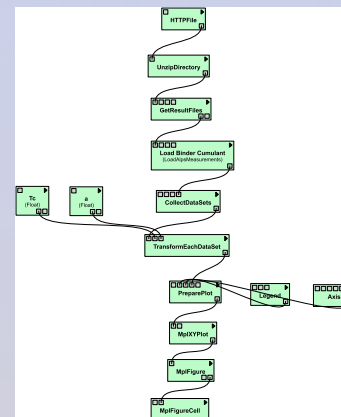 HTTPFile
UnzipDirectory
GetResultFiles
Load Binder Cumulant
(LoadAlpsMeasurements)
CollectDataSets
Tc
(Float)
a
(Float)
TransformEachDataSet
PreparePlot
Legend
Axis
MplXYPlot
MplFigure
MplFigureCell